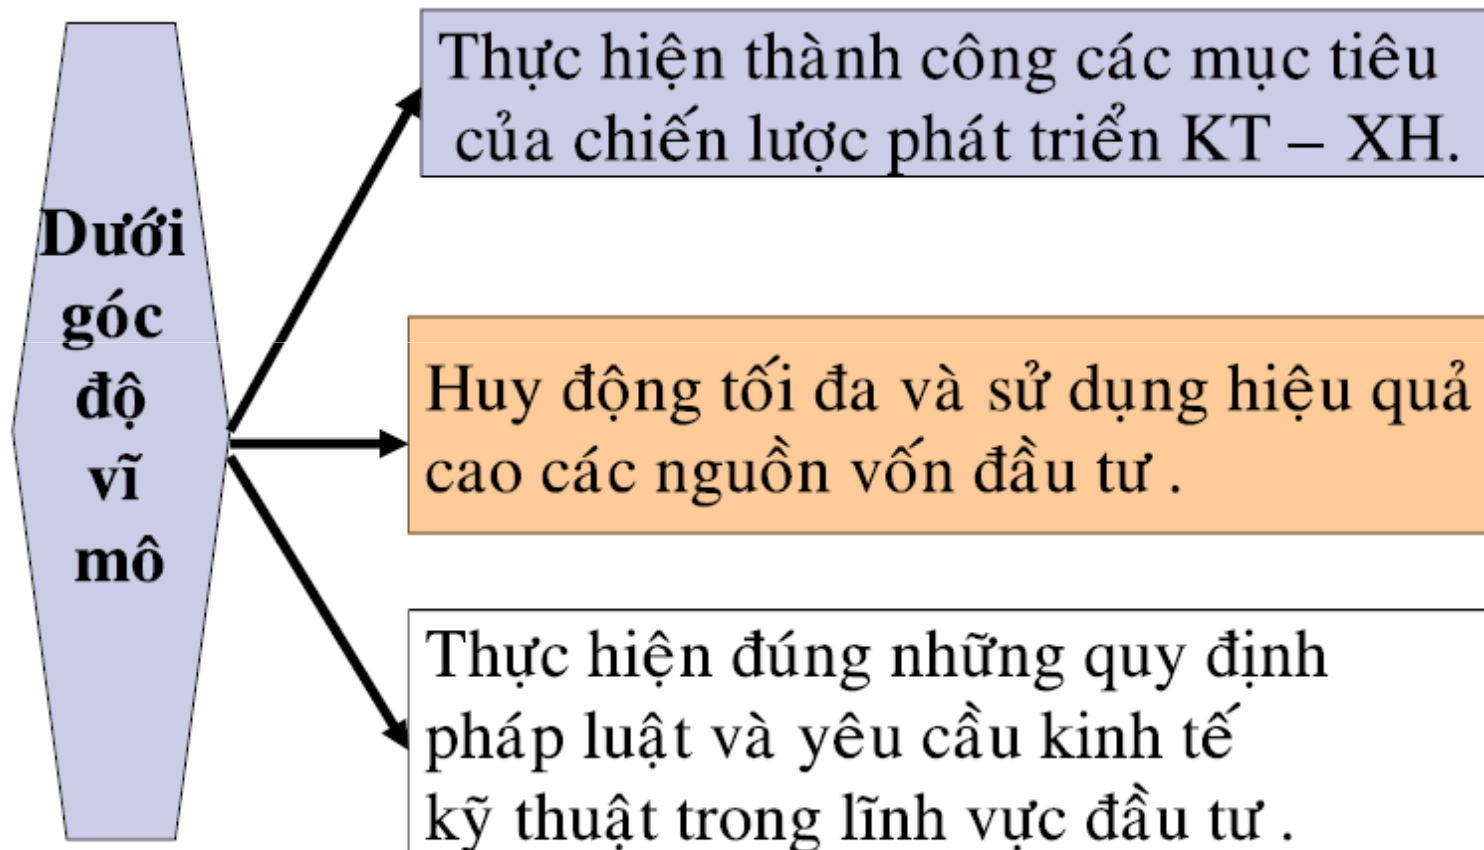 Dưới
góc
độ
vĩ
mô
Thực hiện thành công các mục tiêu
của chiến lược phát triển KT – XH.
Huy động tối đa và sử dụng hiệu quả
cao các nguồn vốn đầu tư .
Thực hiện đúng những quy định
pháp luật và yêu cầu kinh tế
kỹ thuật trong lĩnh vực đầu tư .